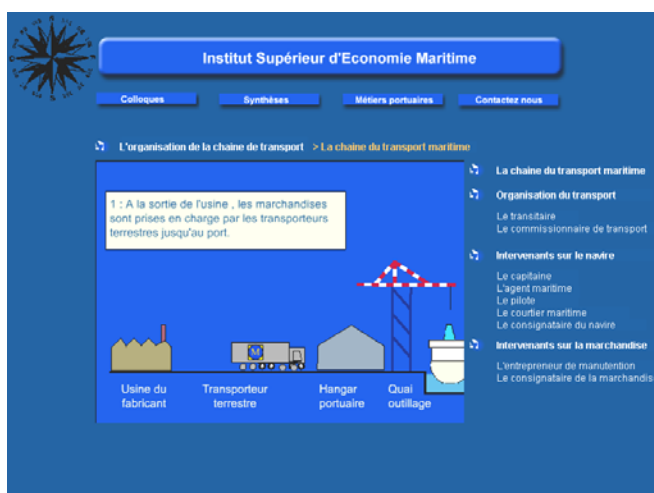 Institut Supérieur d'Economie Maritime
Colloques
Synthèses
Métiers portuaires
Contactez nous
L'organisation de la chaine de transport > La chaine du transport maritime
1 : A la sortie de l'usine , les marchandises
sont prises en charge par les transporteurs
terrestres jusqu'au port.
M
Usine du
fabricant
Transporteur
terrestre
Hangar
portuaire
Quai
outillage
La chaine du transport maritime
Organisation du transport
Le transitaire
Le commissionnaire de transport
Intervenants sur le navire
Le capitaine
L'agent maritime
Le pilote
Le courtier maritime
Le consignataire du navire
Intervenants sur la marchandise
L'entrepreneur de manutention
Le consignataire de la marchandis